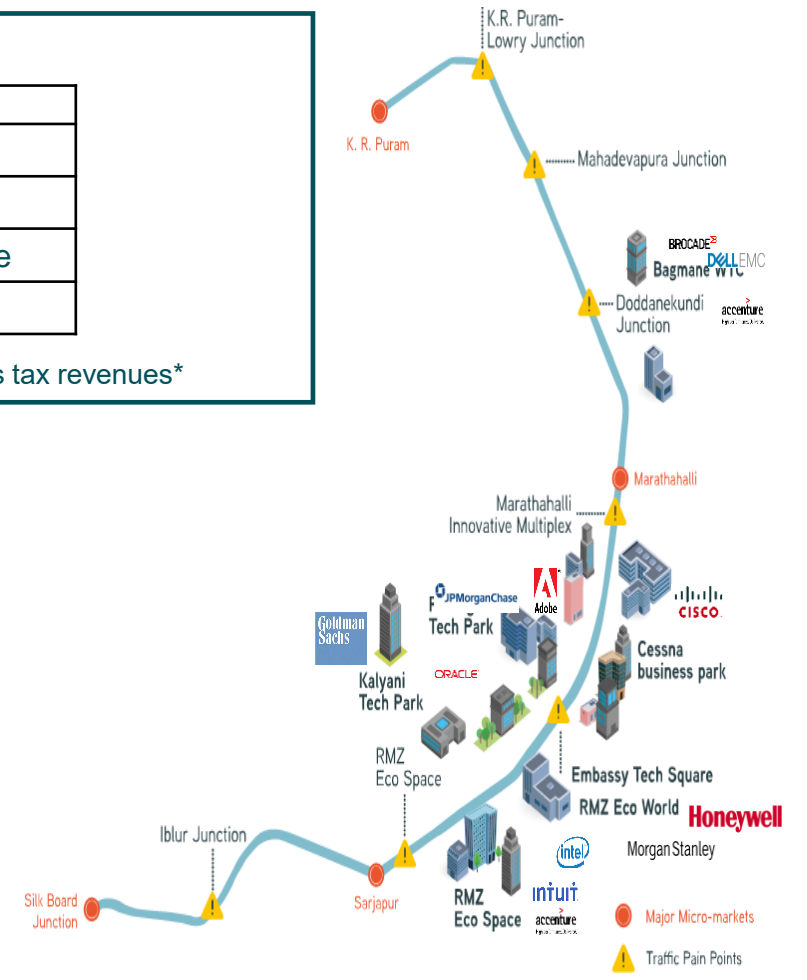 e
s tax revenues*
K.R. Puram-
Lowry Junction
K. R. Puram
Mahadevapura Junction
BROCADE
DELLEMC
Bagmane WTC
Doddanekundi
Junction
accenture
Marathahalli
Marathahalli
Innovative Multiplex
JPMorganChase
Adobe
Tech Park
CISCO
Goldman
Sachs
Cessna
business park
ORACLE
Kalyani
Tech Park
RMZ
Eco Space
Embassy Tech Square
RMZ Eco World
Honeywell
Iblur Junction
intel
Morgan Stanley
Silk Board
Junction
Sarjapur
RMZ
Eco Space
intuit
accenture
Major Micro-markets
Traffic Pain Points